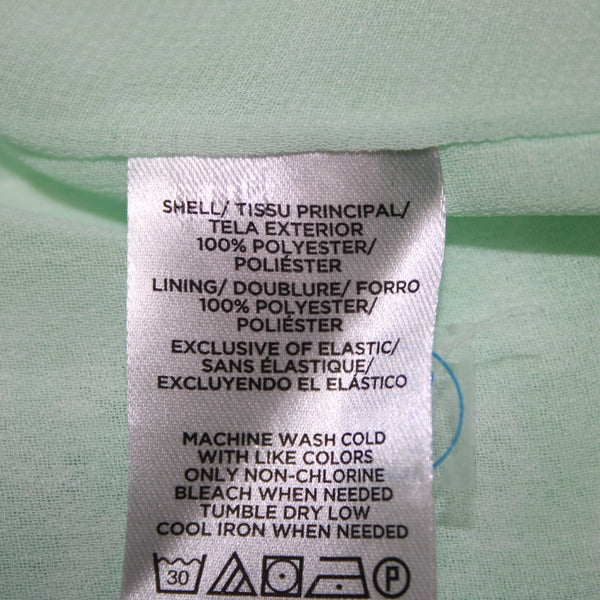 SHELL/ TISSU PRINCIPAL/
TELA EXTERIOR
100% POLYESTER/
POLIÉSTER
LINING/ DOUBLURE/ FORRO
100% POLYESTER/
POLIÉSTER
EXCLUSIVE OF ELASTIC/
SANS ÉLASTIQUE/
EXCLUYENDO EL ELÁSTICO
MACHINE WASH COLD
WITH LIKE COLORS
ONLY NON-CHLORINE
BLEACH WHEN NEEDED
TUMBLE DRY LOW
COOL IRON WHEN NEEDED
30 P